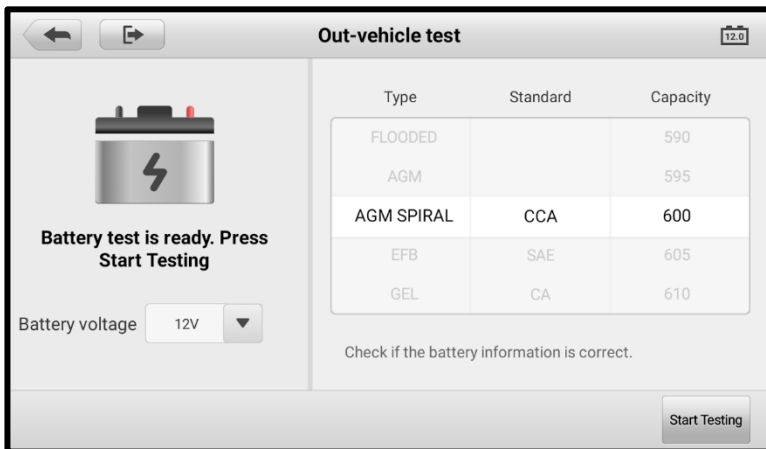 Out-vehicle test
12.0
Battery test is ready. Press
Start Testing
Battery voltage
12V
Type Standard Capacity
FLOODED 590
AGM 595
AGM SPIRAL CCA 600
EFB SAE 605
GEL CA 610
Check if the battery information is correct.
Start Testing